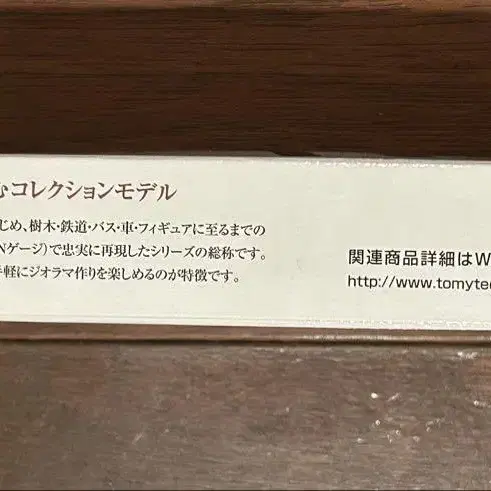 むコレクションモデル
じめ、樹木・鉄道・バス・車・フィギュアに至るまでの
Nゲージ)で忠実に再現したシリーズの総称です。
手軽にジオラマ作りを楽しめるのが特徴です。
関連商品詳細はW
http://www.tomytec